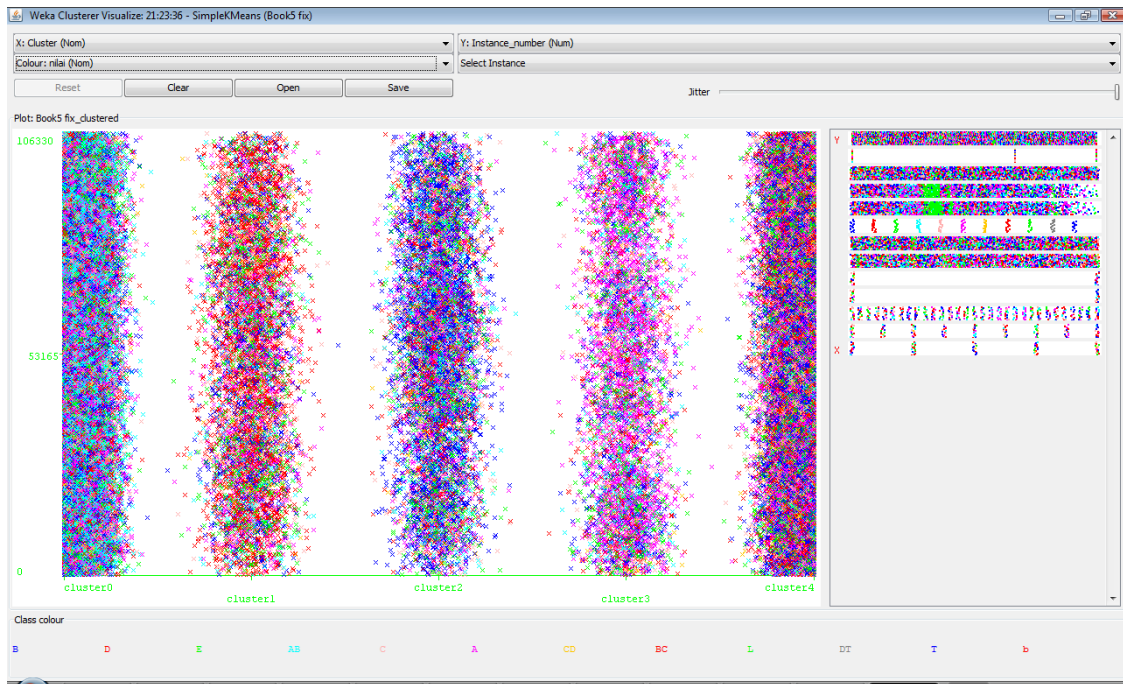 Weka Clusterer Visualize: 21:23:36 - SimpleKMeans (Book5 fix)
X: Cluster (Nom) Y: Instance_number (Num)
Colour: nilai (Nom) Select Instance
Reset Clear Open Save Jitter
Plot: Book5 fix_clustered
106330
53165
0
cluster0 cluster1 cluster2 cluster3 cluster4
Y
X
Class colour
B D E AB C A CD BC L DT T b